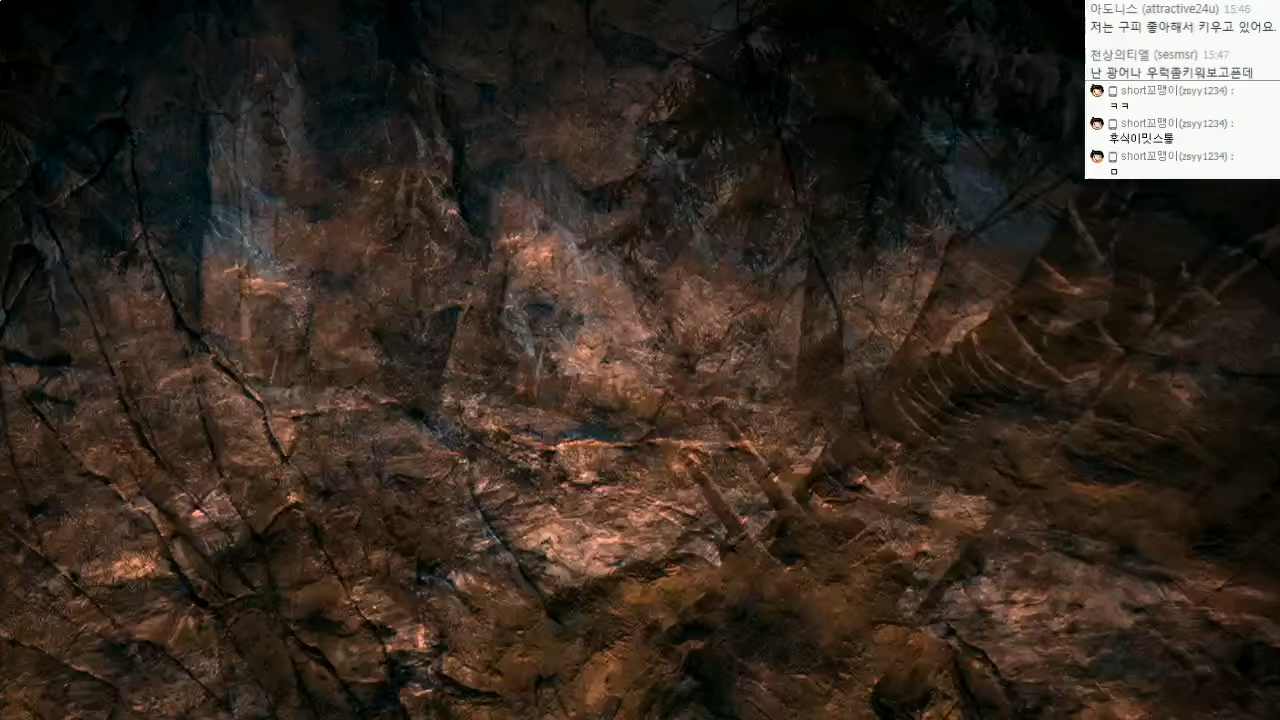 아도니스 (attractive24u) 15:46
저는 구피 좋아해서 키우고 있어요.
천상의티엘 (sesmsr) 15:47
난 광어나 우럭좀키워보고픈데
short꼬맹이(zsyy1234) :
ㅋㅋ
short꼬맹이(zsyy1234) :
후식이밋스통
short꼬맹이(zsyy1234) :
ㅁ